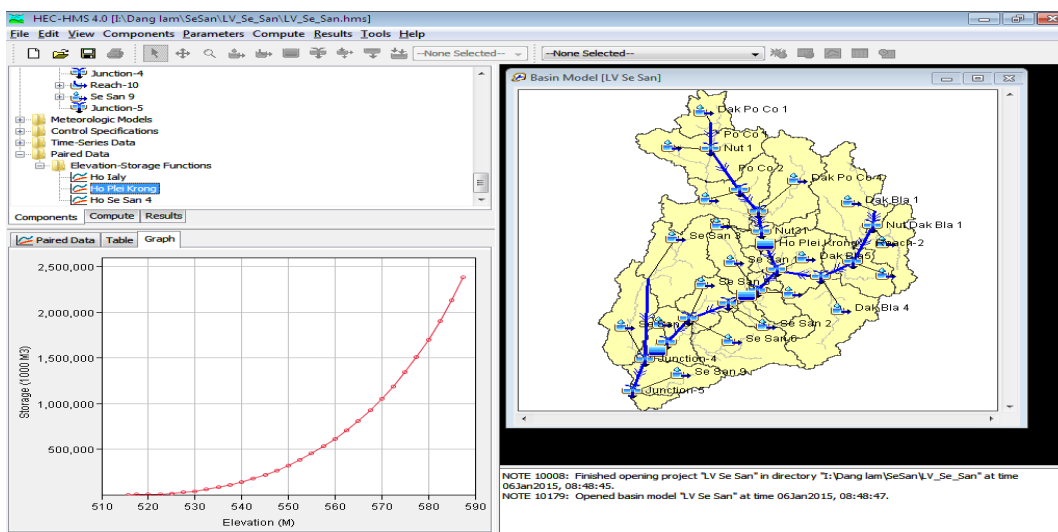 HEC-HMS 4.0 [I:\Dang lam\SeSan\LV_Se_San\LV_Se_San.hms]
File Edit View Components Parameters Compute Results Tools Help
--None Selected-- --None Selected--
Junction-4
Reach-10
Se San 9
Junction-5
Meteorologic Models
Control Specifications
Time-Series Data
Paired Data
Elevation-Storage Functions
Ho Ialy
Ho Plei Krong
Ho Se San 4
Components Compute Results
Paired Data Table Graph
2,500,000
2,000,000
1,500,000
1,000,000
500,000
Storage (1000 M3)
510 520 530 540 550 560 570 580 590
Elevation (M)
Basin Model [LV Se San]
Dak Po Co 1
Po Co 1
Nut 1
Po Co 2
Dak Po Co 4
Dak Bla 1
Nut Dak Bla 1
Se San 3
Nut31
Ho Plei Krong
Reach-2
Se San 1
Dak Bla5
Se San
Dak Bla 4
Se San
Se San 2
Se San 6
Junction-4
Se San 9
Junction-5
NOTE 10008: Finished opening project "LV Se San" in directory "I:\Dang lam\SeSan\LV_Se_San" at time
06Jan2015, 08:48:45.
NOTE 10179: Opened basin model "LV Se San" at time 06Jan2015, 08:48:47.